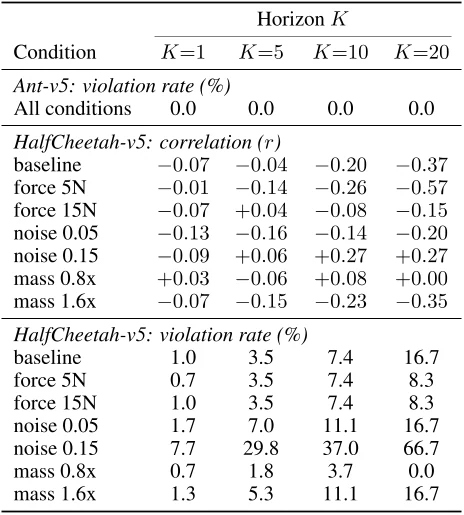 Horizon K
Condition K=1 K=5 K=10 K=20
Ant-v5: violation rate (%)
All conditions 0.0 0.0 0.0 0.0
HalfCheetah-v5: correlation (r)
baseline −0.07 −0.04 −0.20 −0.37
force 5N −0.01 −0.14 −0.26 −0.57
force 15N −0.07 +0.04 −0.08 −0.15
noise 0.05 −0.13 −0.16 −0.14 −0.20
noise 0.15 −0.09 +0.06 +0.27 +0.27
mass 0.8x +0.03 −0.06 +0.08 +0.00
mass 1.6x −0.07 −0.15 −0.23 −0.35
HalfCheetah-v5: violation rate (%)
baseline 1.0 3.5 7.4 16.7
force 5N 0.7 3.5 7.4 8.3
force 15N 1.0 3.5 7.4 8.3
noise 0.05 1.7 7.0 11.1 16.7
noise 0.15 7.7 29.8 37.0 66.7
mass 0.8x 0.7 1.8 3.7 0.0
mass 1.6x 1.3 5.3 11.1 16.7